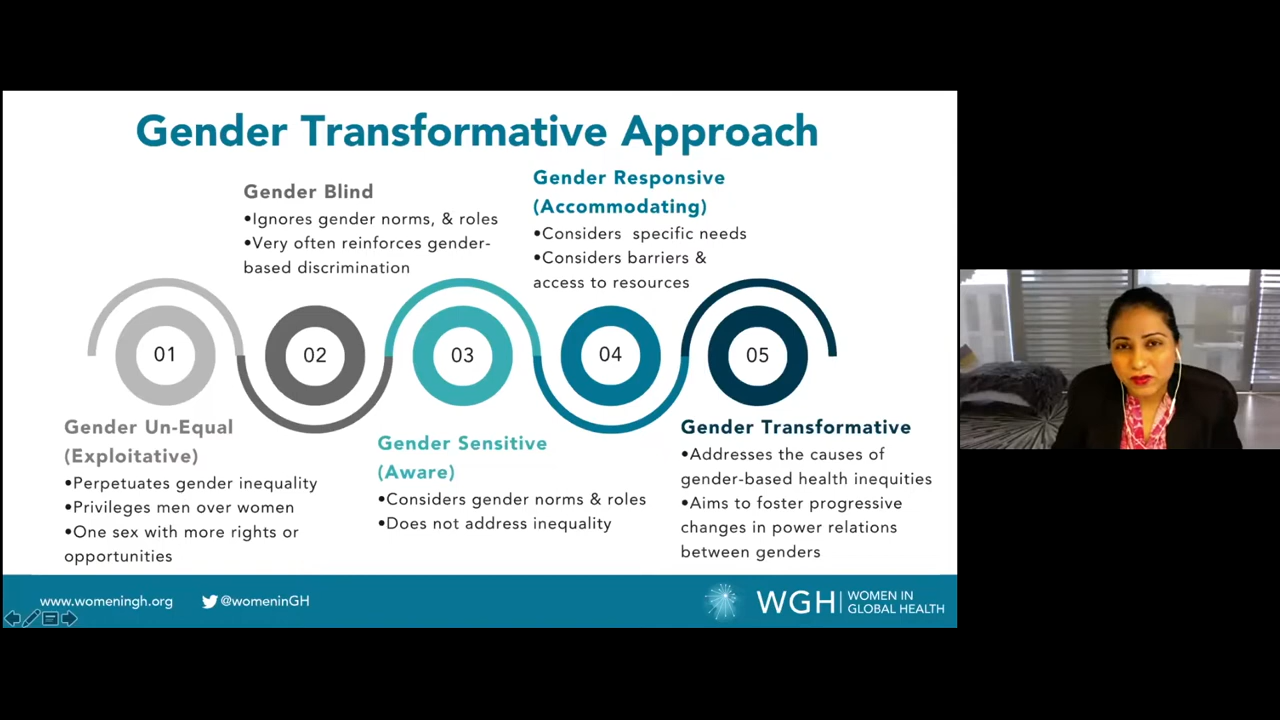 Gender Transformative Approach
Gender Blind
•Ignores gender norms, & roles
•Very often reinforces gender-
based discrimination
Gender Responsive
(Accommodating)
•Considers specific needs
•Considers barriers &
access to resources
01
02
03
04
05
Gender Un-Equal
(Exploitative)
•Perpetuates gender inequality
•Privileges men over women
•One sex with more rights or
opportunities
Gender Sensitive
(Aware)
•Considers gender norms & roles
•Does not address inequality
Gender Transformative
•Addresses the causes of
gender-based health inequities
•Aims to foster progressive
changes in power relations
between genders
www.womeningh.org
@womeninGH
WGH
WOMEN IN
GLOBAL HEALTH